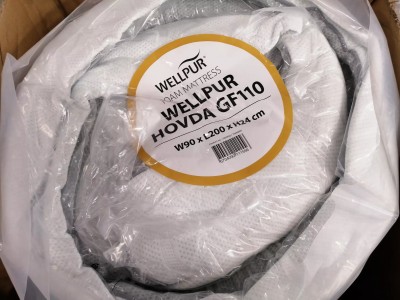 WELLPUR
FOAM MATTRESS
WELLPUR
HOVDA GF110
W90 x L200 x H24 cm